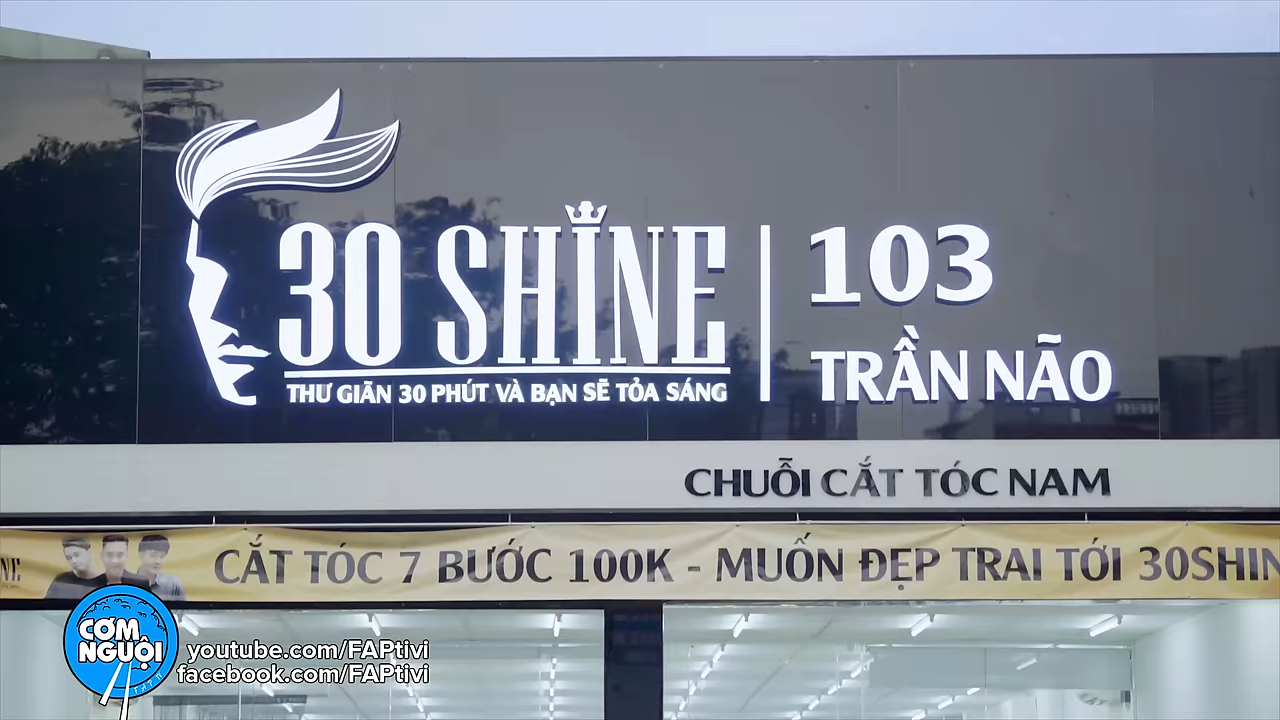 30 SHINE
THƯ GIÃN 30 PHÚT VÀ BẠN SẼ TỎA SÁNG
103
TRẦN NÃO
CHUỖI CẮT TÓC NAM
CẮT TÓC 7 BƯỚC 100K - MUỐN ĐẸP TRAI TỚI 30SHIN
CƠM
NGUỘI
youtube.com/FAPtivi
facebook.com/FAPtivi